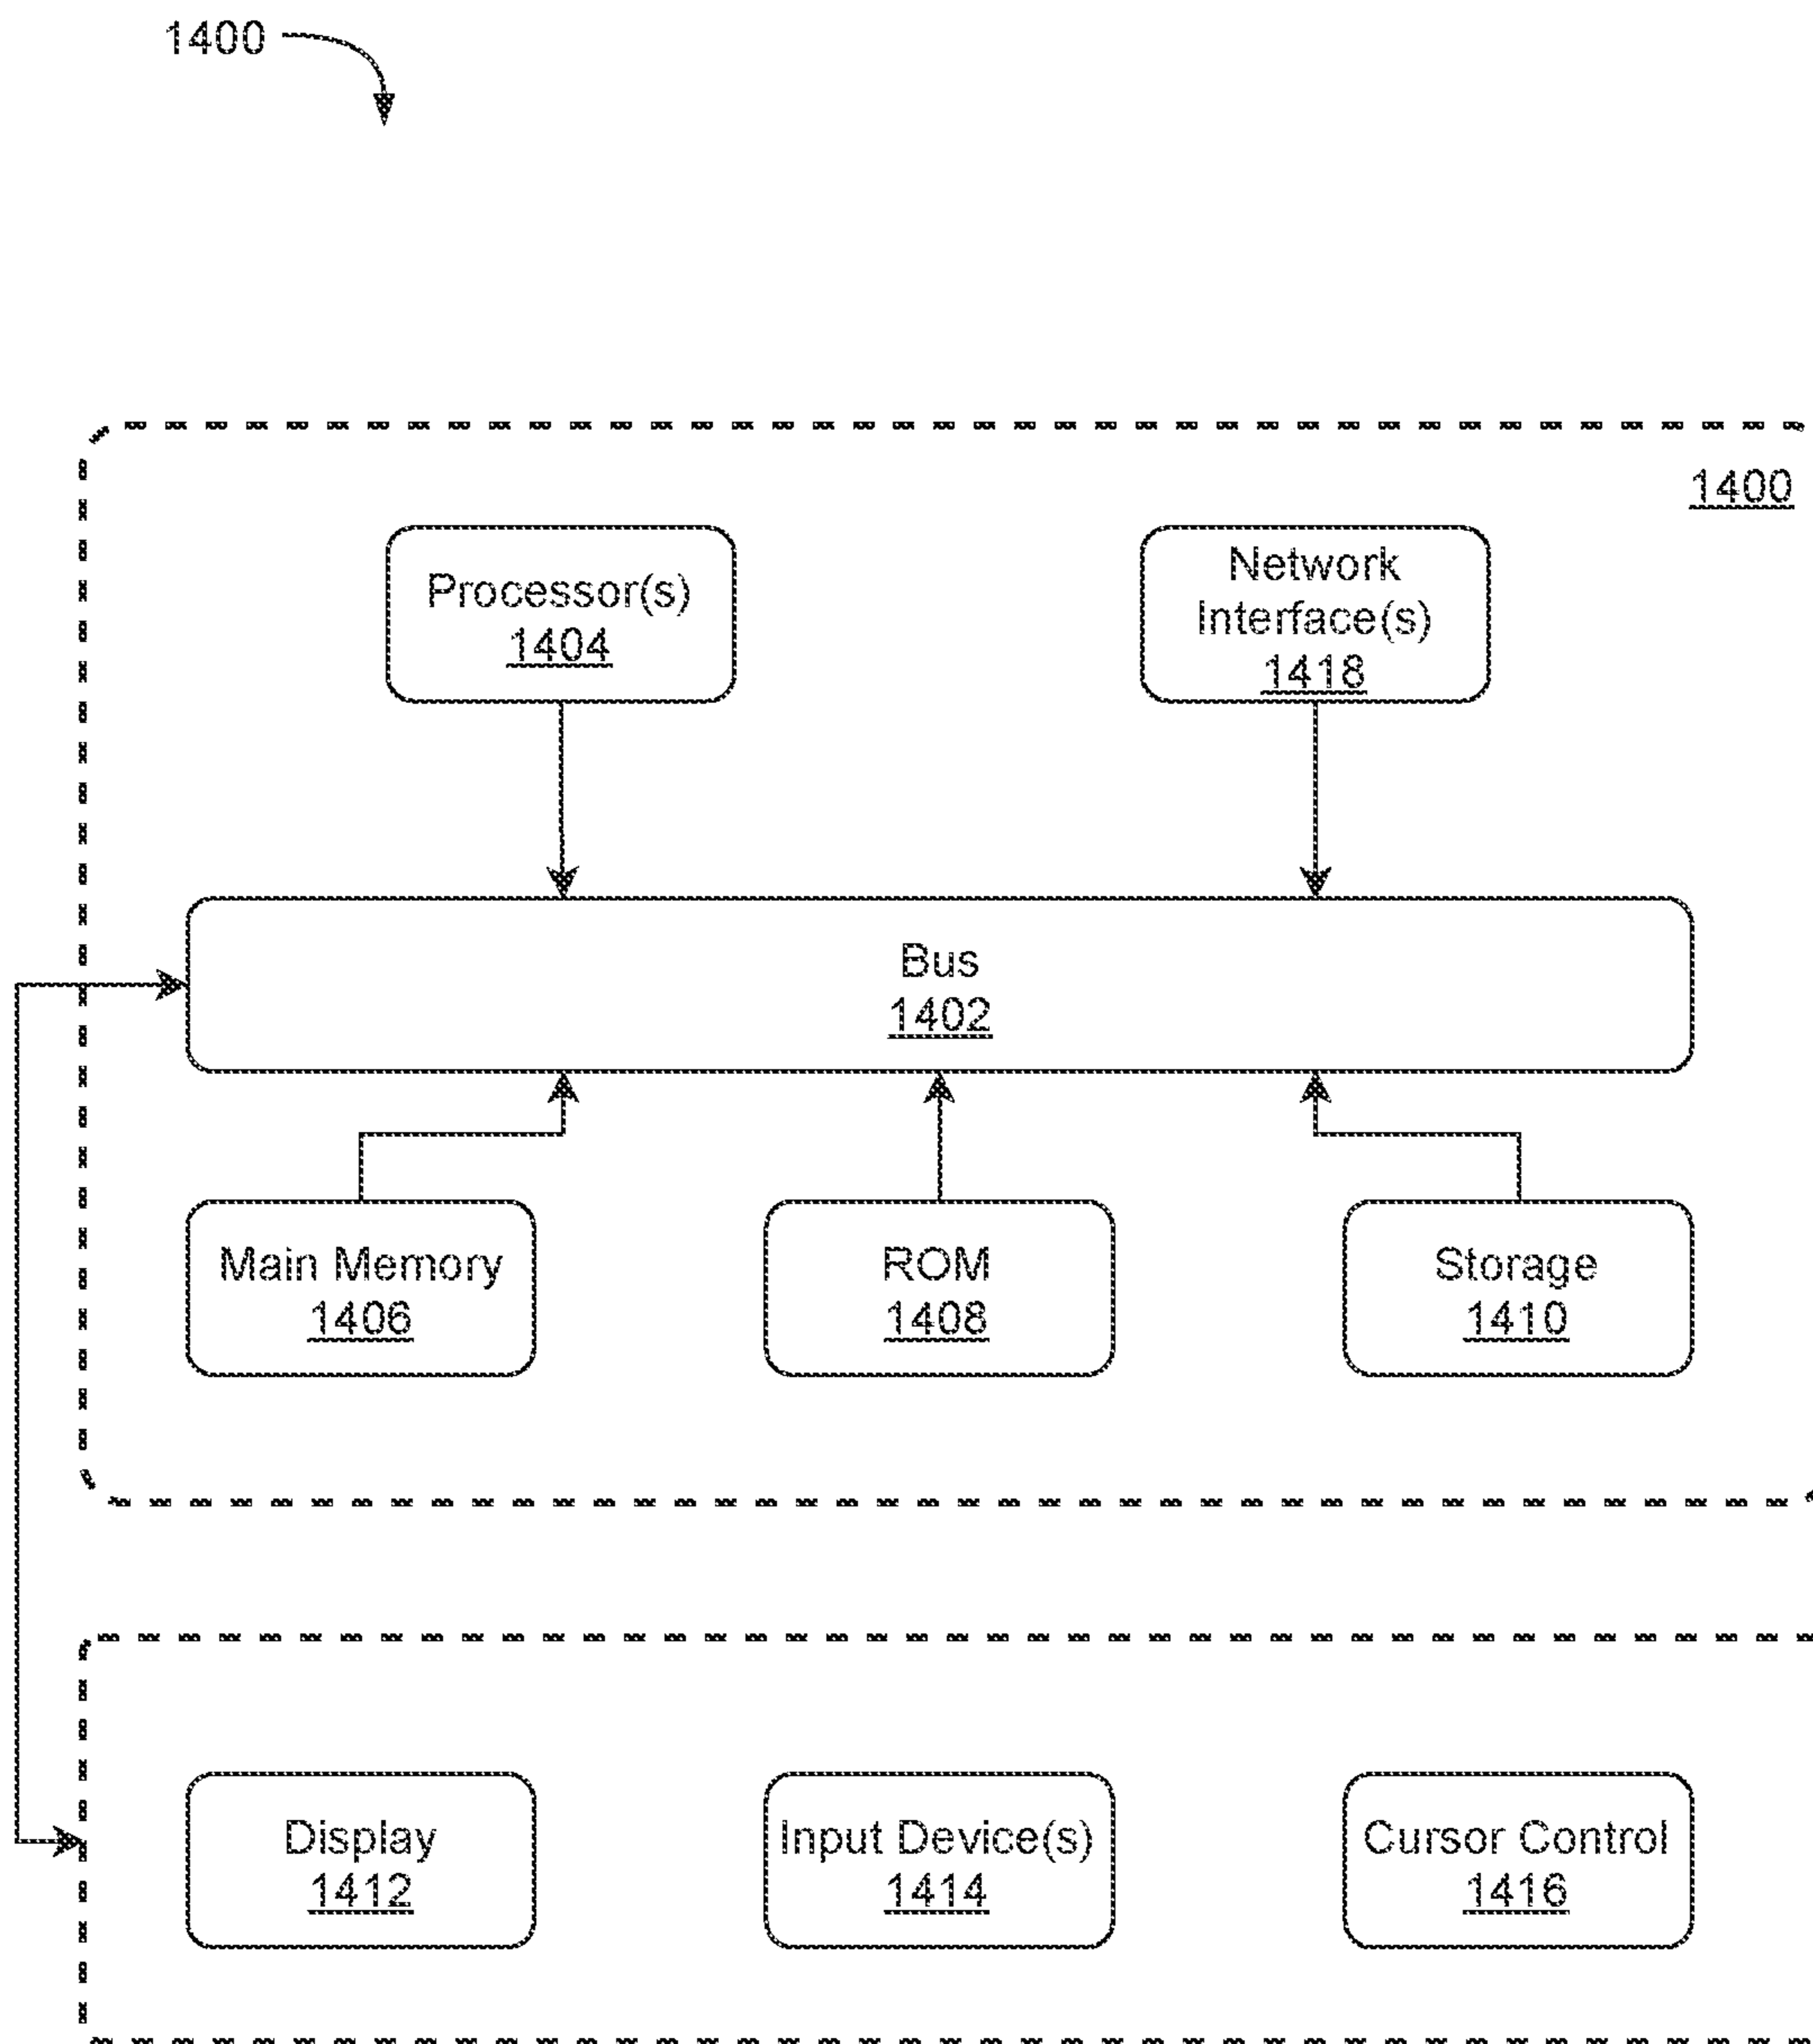 1400
1400
Processor(s)
1404
Network
Interface(s)
1418
Bus
1402
Main Memory
1406
ROM
1408
Storage
1410
Display
1412
Input Device(s)
1414
Cursor Control
1416